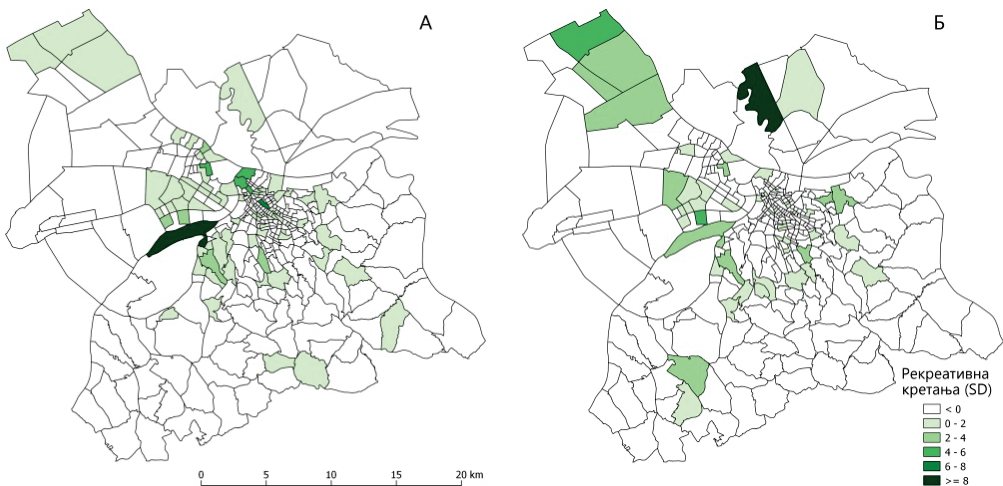 А
Б
Рекреативна
кретања (SD)
< 0
0 - 2
2 - 4
4 - 6
6 - 8
>= 8
0 5 10 15 20 km